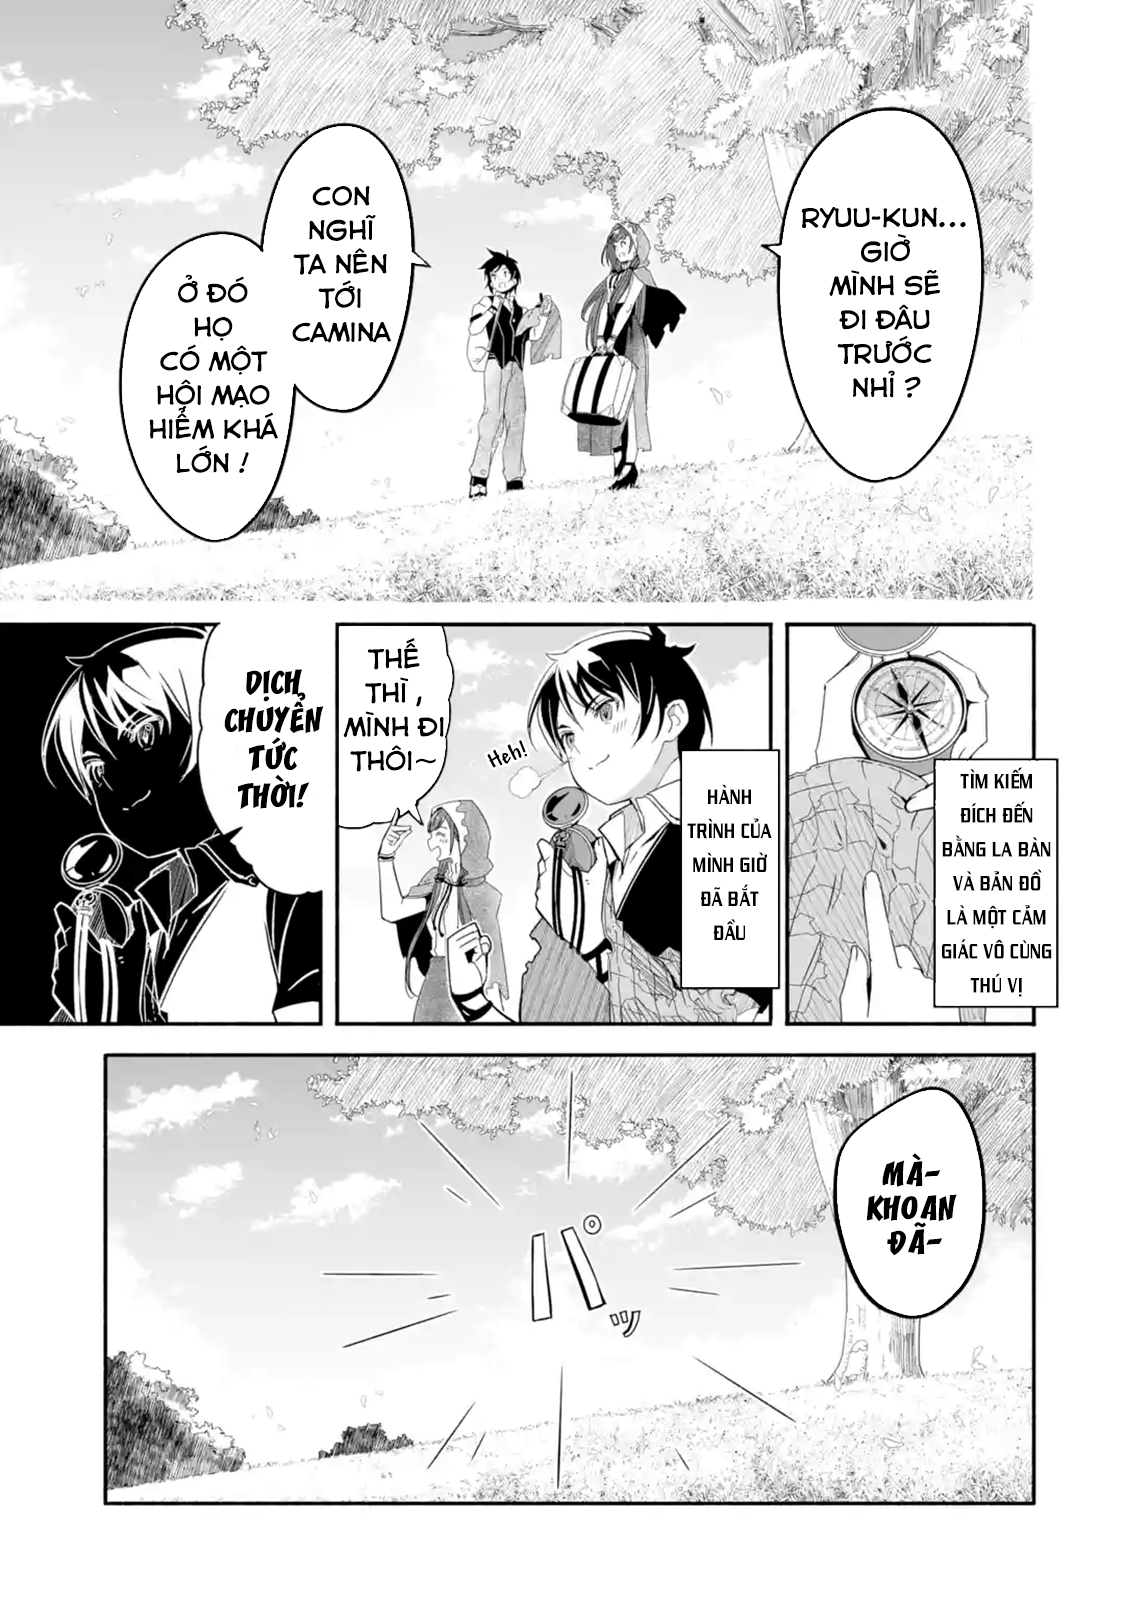 RYUU-KUN...
GIỜ
MÌNH SẼ
ĐI ĐÂU
TRƯỚC
NHỈ ?
CON
NGHĨ
TA NÊN
TỚI
CAMINA
Ở ĐÓ
HỌ
CÓ MỘT
HỘI MẠO
HIỂM KHÁ
LỚN !
TÌM KIẾM
ĐÍCH ĐẾN
BẰNG LA BÀN
VÀ BẢN ĐỒ
LÀ MỘT CẢM
GIÁC VÔ CÙNG
THÚ VỊ
HÀNH
TRÌNH CỦA
MÌNH GIỜ
ĐÃ BẮT
ĐẦU
Heh!
THẾ
THÌ ,
MÌNH ĐI
THÔI~
DỊCH
CHUYỂN
TỨC
THỜI!
MÀ-
KHOAN
ĐÃ-
パッ